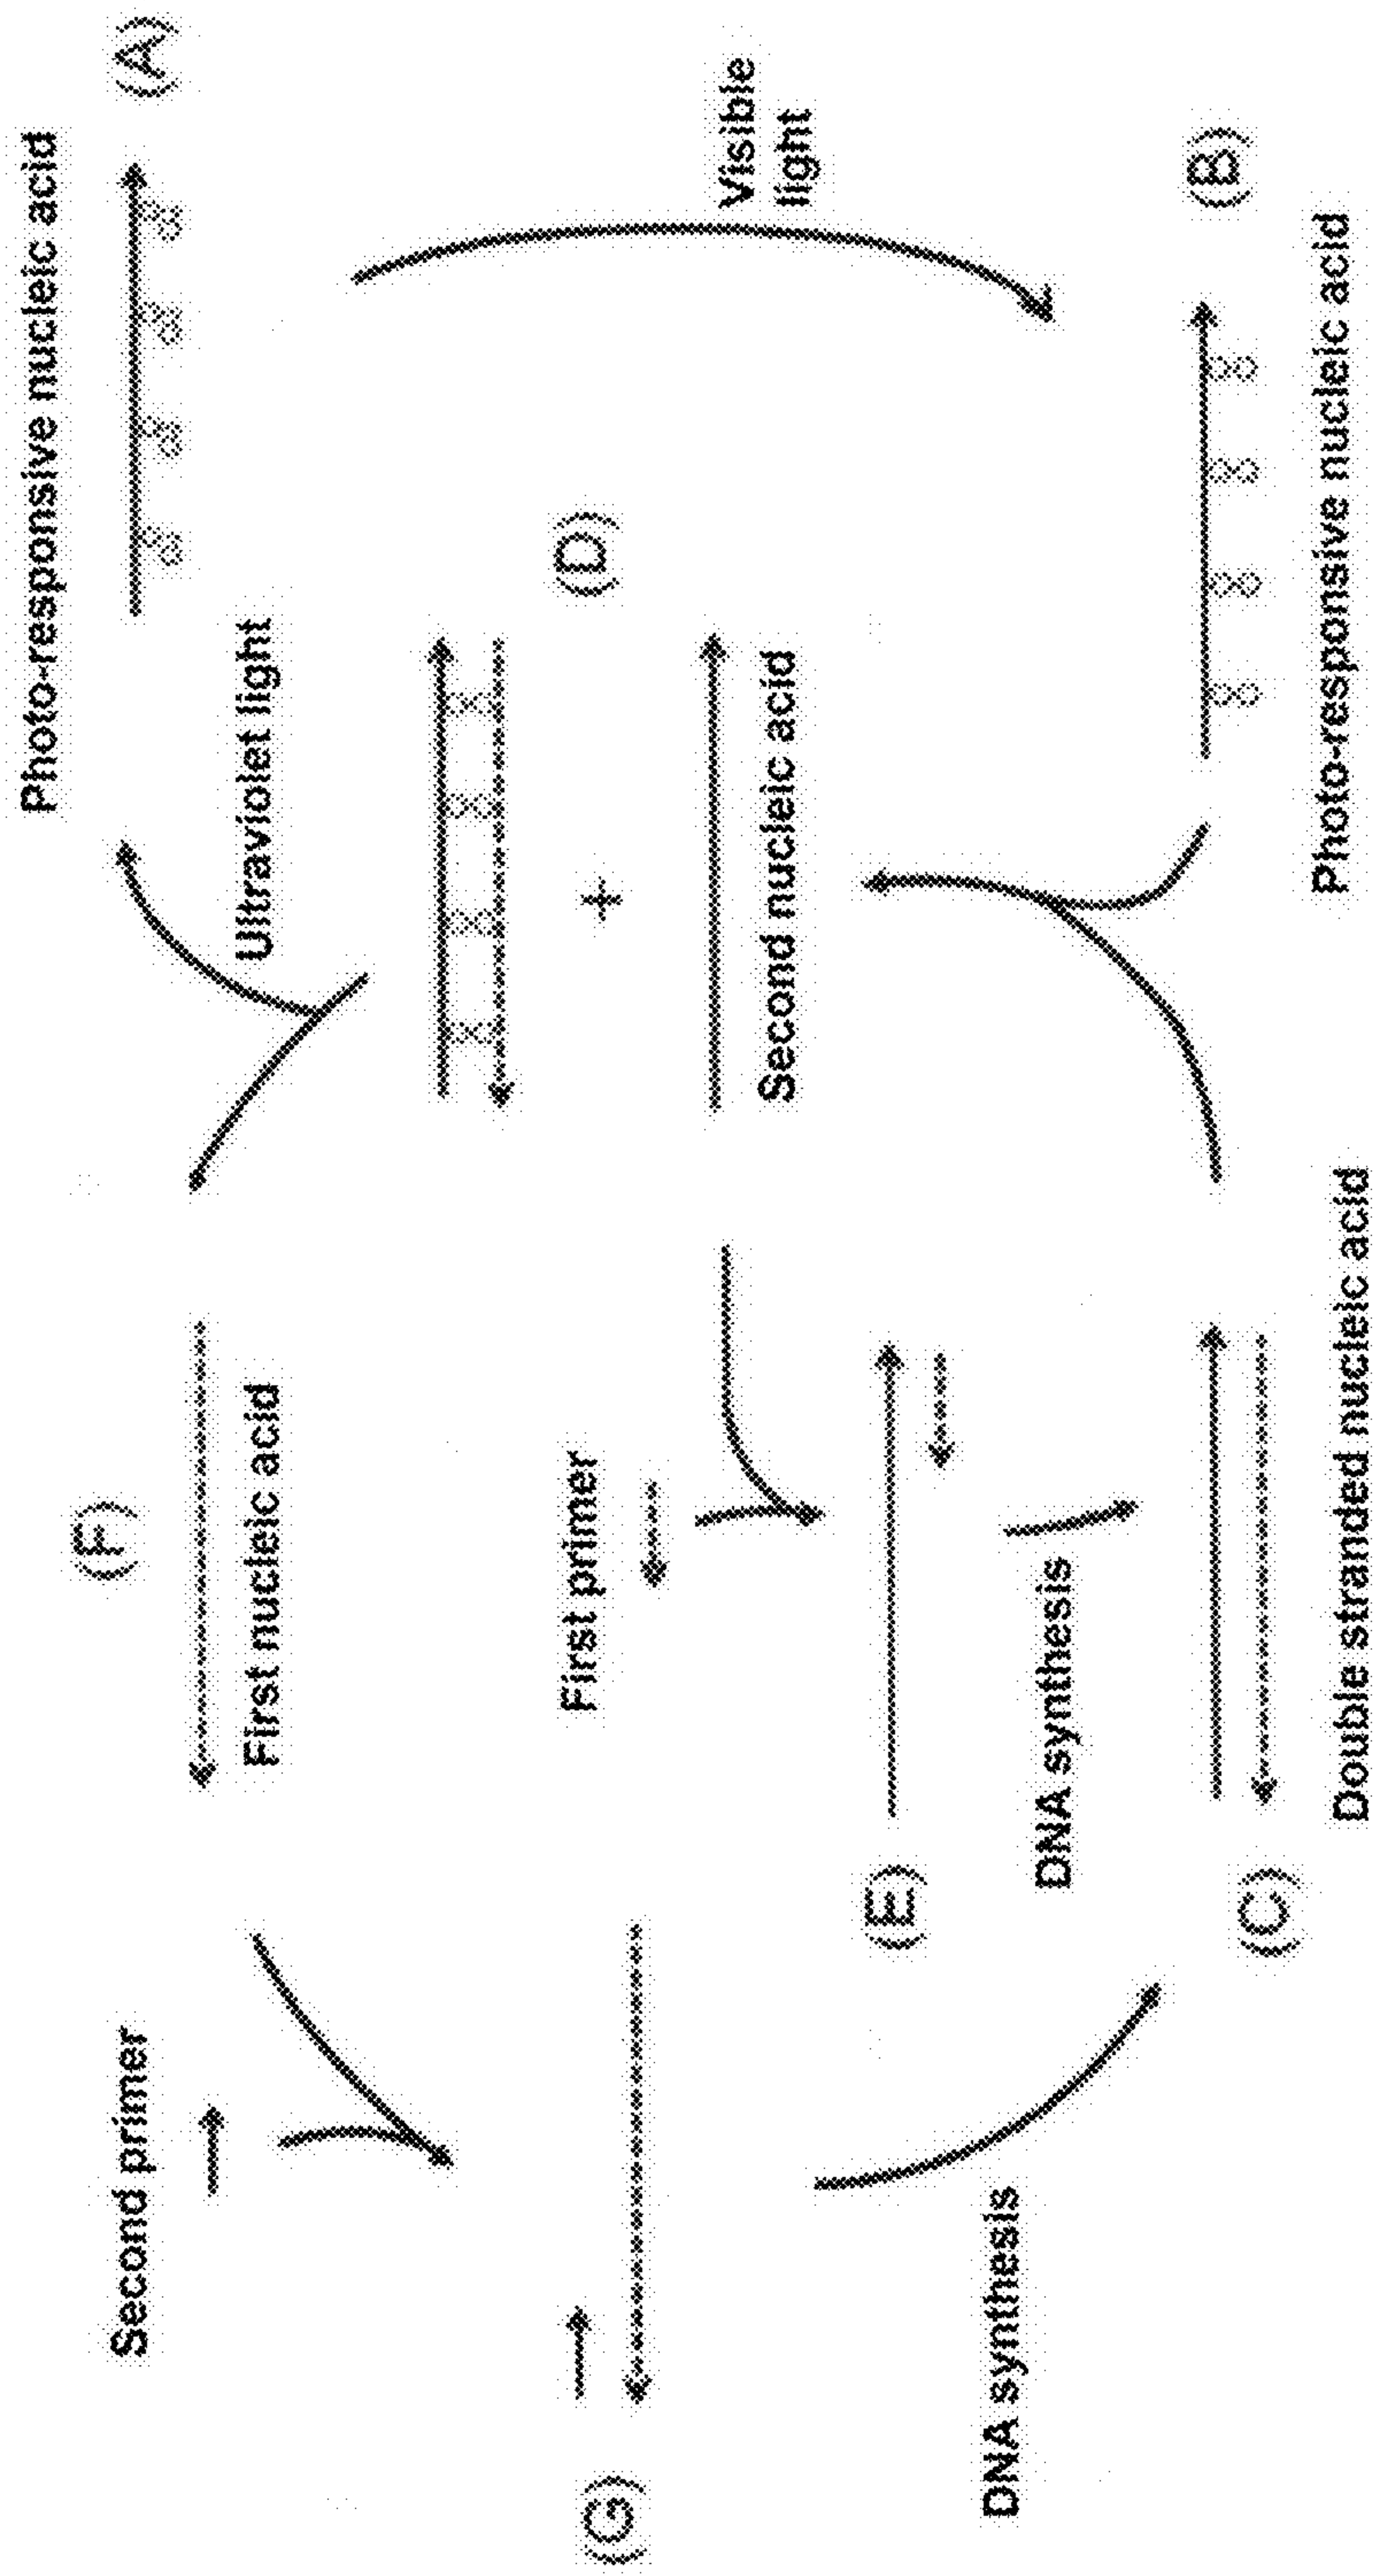 Photo-responsive nucleic acid
(A)
Second primer
(F)
Ultraviolet light
First nucleic acid
(G)
First primer
(D)
+
Visible
light
Second nucleic acid
(E)
DNA synthesis
DNA synthesis
(C)
(B)
Double stranded nucleic acid
Photo-responsive nucleic acid